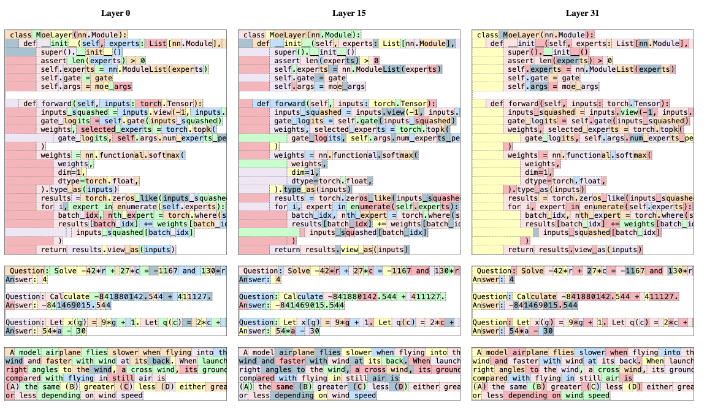 Layer 0
class MoeLayer(nn.Module):
def __init__(self, experts: List[nn.Module],
super().__init__()
assert len(experts) > 0
self.experts = nn.ModuleList(experts)
self.gate = gate
self.args = moe_args
def forward(self, inputs: torch.Tensor):
inputs_squashed = inputs.view(-1, inputs.
gate_logits = self.gate(inputs_squashed)
weights, selected_experts = torch.topk(
gate_logits, self.args.num_experts_pe
)
weights = nn.functional.softmax(
weights,
dim=1,
dtype=torch.float,
).type_as(inputs)
results = torch.zeros_like(inputs_squashe
for i, expert in enumerate(self.experts):
batch_idx, nth_expert = torch.where(s
results[batch_idx] += weights[batch_i
inputs_squashed[batch_idx]
)
return results.view_as(inputs)
Question: Solve -42*r + 27*c = -1167 and 130*r
Answer: 4
Question: Calculate -841880142.544 + 411127.
Answer: -841469015.544
Question: Let x(g) = 9*g + 1. Let q(c) = 2*c +
Answer: 54*a - 30
A model airplane flies slower when flying into th
wind and faster with wind at its back. When launch
right angles to the wind, a cross wind, its ground
compared with flying in still air is
(A) the same (B) greater (C) less (D) either grea
or less depending on wind speed
Layer 15
class MoeLayer(nn.Module):
def __init__(self, experts: List[nn.Module],
super().__init__()
assert len(experts) > 0
self.experts = nn.ModuleList(experts)
self.gate = gate
self.args = moe_args
def forward(self, inputs: torch.Tensor):
inputs_squashed = inputs.view(-1, inputs.
gate_logits = self.gate(inputs_squashed)
weights, selected_experts = torch.topk(
gate_logits, self.args.num_experts_pe
)
weights = nn.functional.softmax(
weights,
dim=1,
dtype=torch.float,
).type_as(inputs)
results = torch.zeros_like(inputs_squashe
for i, expert in enumerate(self.experts):
batch_idx, nth_expert = torch.where(s
results[batch_idx] += weights[batch_i
inputs_squashed[batch_idx]
)
return results.view_as(inputs)
Question: Solve -42*r + 27*c = -1167 and 130*r
Answer: 4
Question: Calculate -841880142.544 + 411127.
Answer: -841469015.544
Question: Let x(g) = 9*g + 1. Let q(c) = 2*c +
Answer: 54*a - 30
A model airplane flies slower when flying into th
wind and faster with wind at its back. When launch
right angles to the wind, a cross wind, its ground
compared with flying in still air is
(A) the same (B) greater (C) less (D) either grea
or less depending on wind speed
Layer 31
class MoeLayer(nn.Module):
def __init__(self, experts: List[nn.Module],
super().__init__()
assert len(experts) > 0
self.experts = nn.ModuleList(experts)
self.gate = gate
self.args = moe_args
def forward(self, inputs: torch.Tensor):
inputs_squashed = inputs.view(-1, inputs.
gate_logits = self.gate(inputs_squashed)
weights, selected_experts = torch.topk(
gate_logits, self.args.num_experts_pe
)
weights = nn.functional.softmax(
weights,
dim=1,
dtype=torch.float,
).type_as(inputs)
results = torch.zeros_like(inputs_squashe
for i, expert in enumerate(self.experts):
batch_idx, nth_expert = torch.where(s
results[batch_idx] += weights[batch_i
inputs_squashed[batch_idx]
)
return results.view_as(inputs)
Question: Solve -42*r + 27*c = -1167 and 130*r
Answer: 4
Question: Calculate -841880142.544 + 411127.
Answer: -841469015.544
Question: Let x(g) = 9*g + 1. Let q(c) = 2*c +
Answer: 54*a - 30
A model airplane flies slower when flying into th
wind and faster with wind at its back. When launch
right angles to the wind, a cross wind, its ground
compared with flying in still air is
(A) the same (B) greater (C) less (D) either grea
or less depending on wind speed